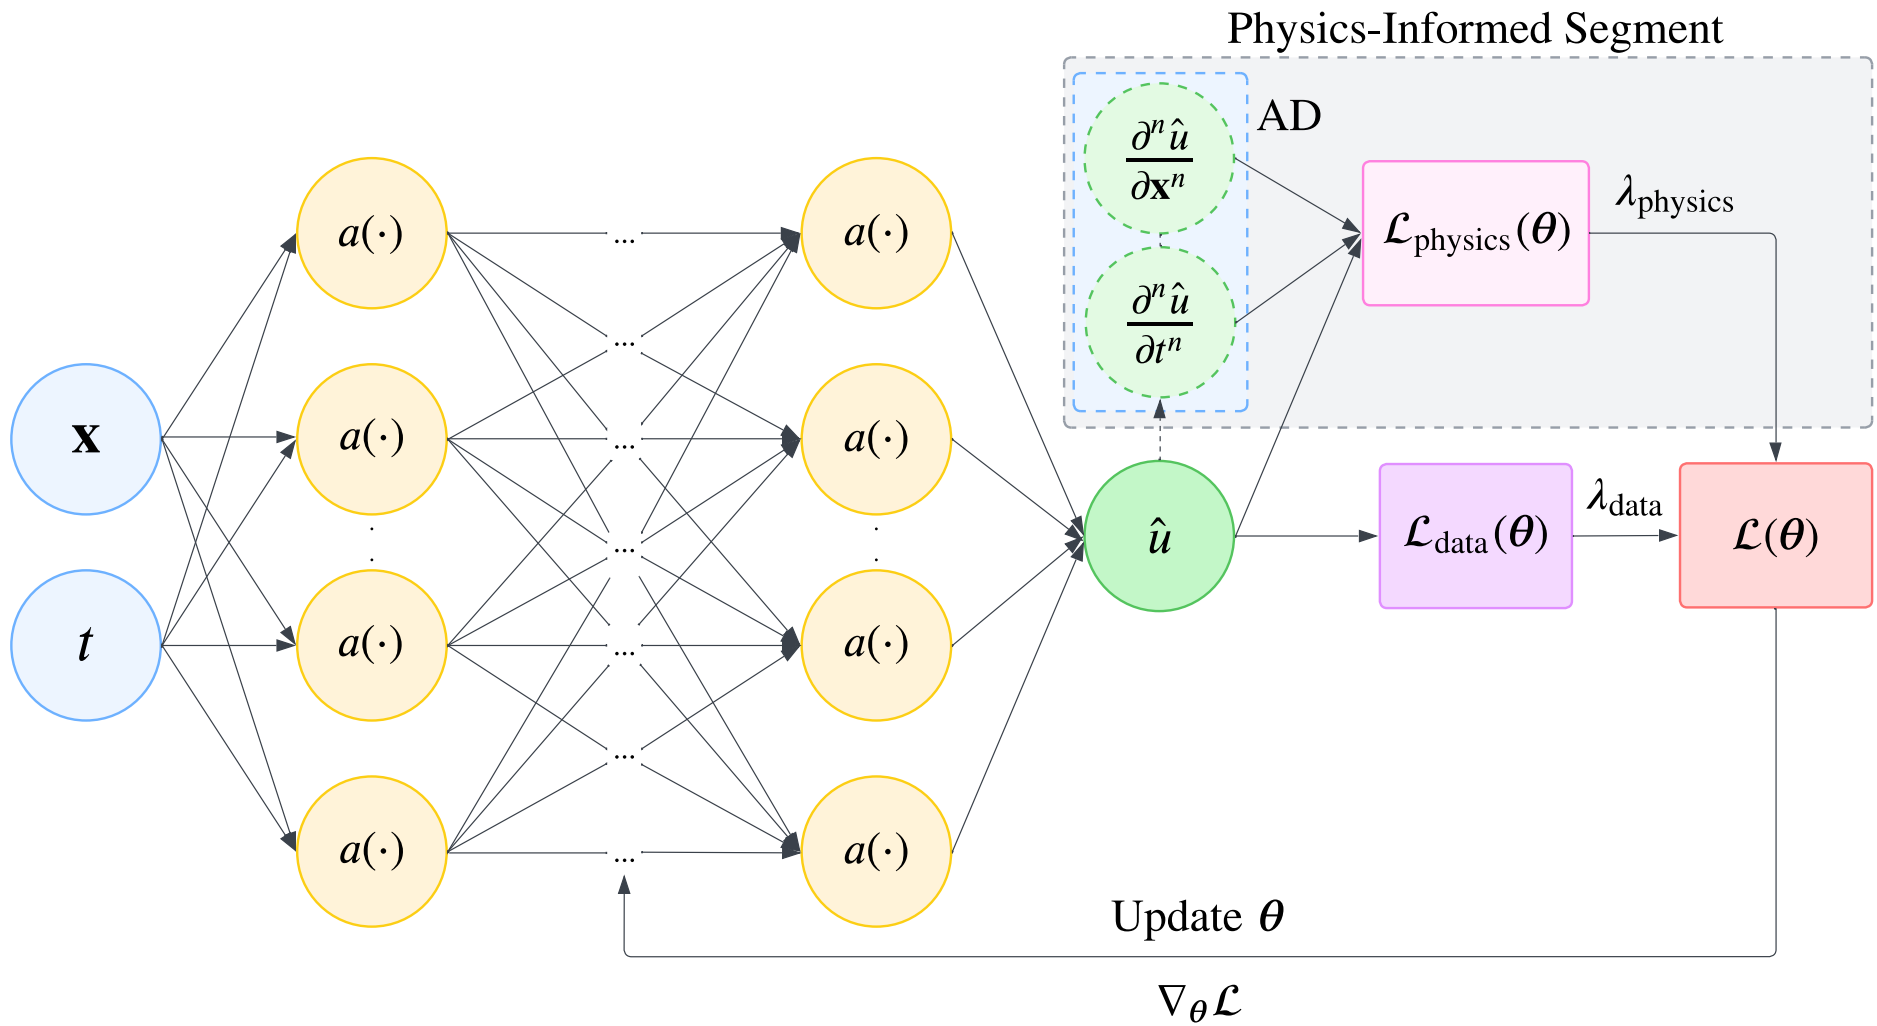 Physics-Informed Segment
AD
∂ⁿû/∂𝐱ⁿ
∂ⁿû/∂tⁿ
ℒphysics(θ)
λphysics
a(·)
...
a(·)
...
𝐱
a(·)
...
a(·)
û
ℒdata(θ)
λdata
ℒ(θ)
...
t
a(·)
...
a(·)
...
a(·)
...
a(·)
Update θ
∇θℒ